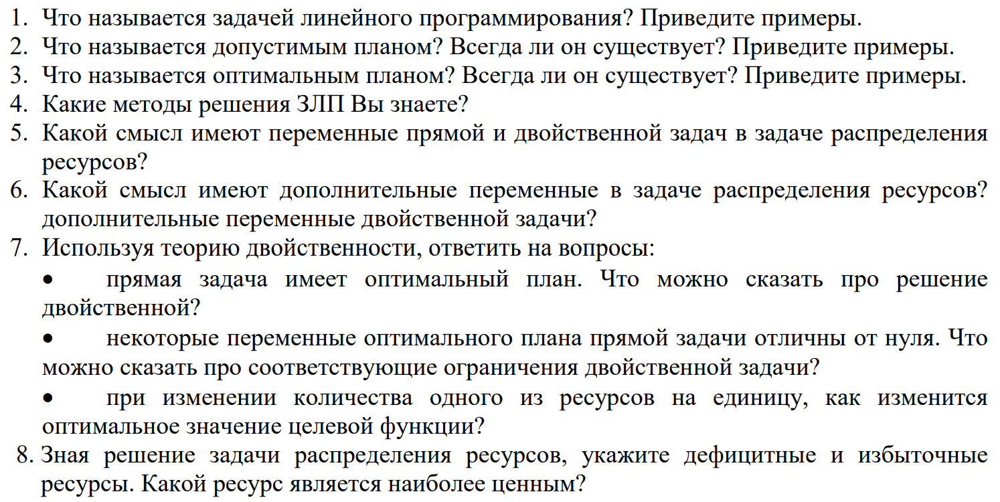 1. Что называется задачей линейного программирования? Приведите примеры.
2. Что называется допустимым планом? Всегда ли он существует? Приведите примеры.
3. Что называется оптимальным планом? Всегда ли он существует? Приведите примеры.
4. Какие методы решения ЗЛП Вы знаете?
5. Какой смысл имеют переменные прямой и двойственной задач в задаче распределения
ресурсов?
6. Какой смысл имеют дополнительные переменные в задаче распределения ресурсов?
дополнительные переменные двойственной задачи?
7. Используя теорию двойственности, ответить на вопросы:
• прямая задача имеет оптимальный план. Что можно сказать про решение
двойственной?
• некоторые переменные оптимального плана прямой задачи отличны от нуля. Что
можно сказать про соответствующие ограничения двойственной задачи?
• при изменении количества одного из ресурсов на единицу, как изменится
оптимальное значение целевой функции?
8. Зная решение задачи распределения ресурсов, укажите дефицитные и избыточные
ресурсы. Какой ресурс является наиболее ценным?